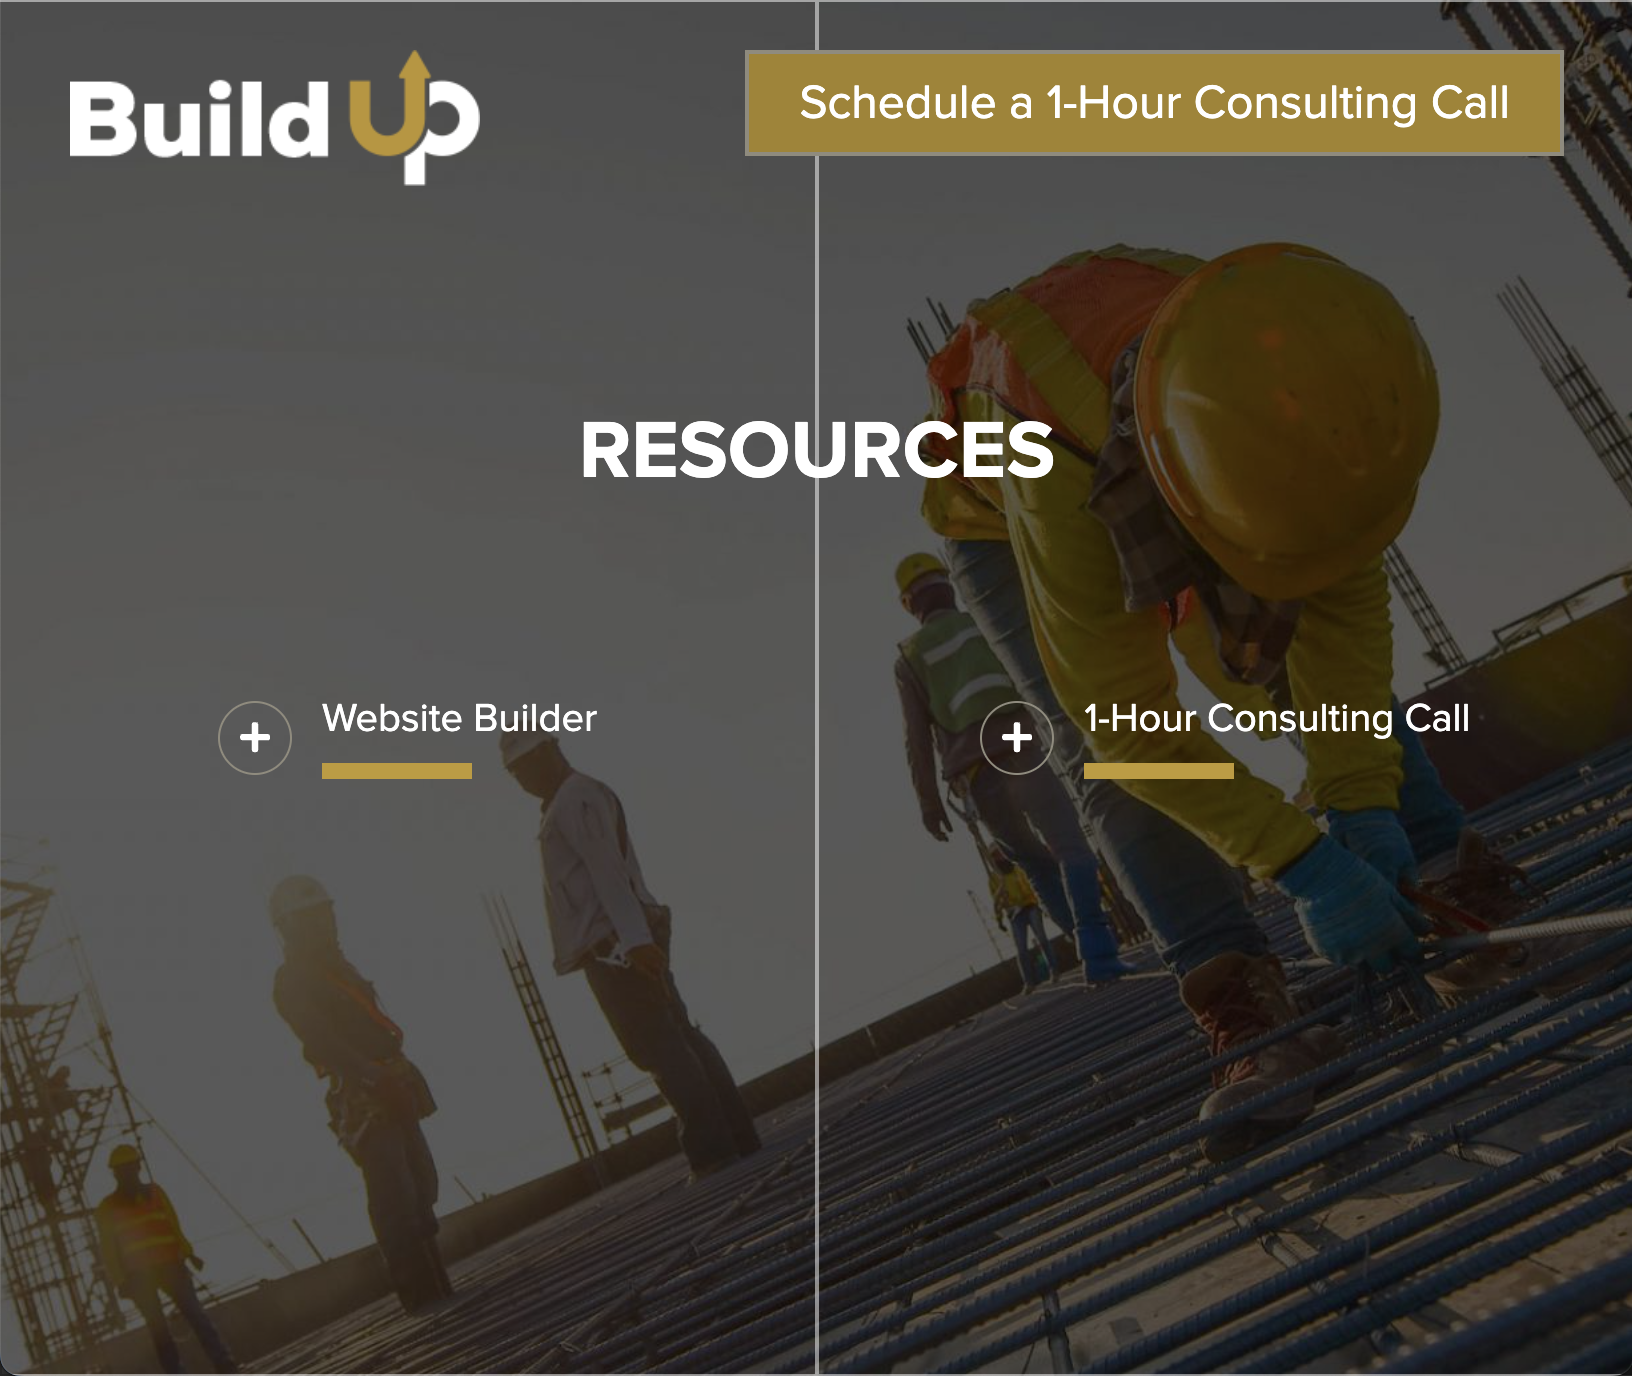 Build Up
Schedule a 1-Hour Consulting Call
RESOURCES
Website Builder
1-Hour Consulting Call